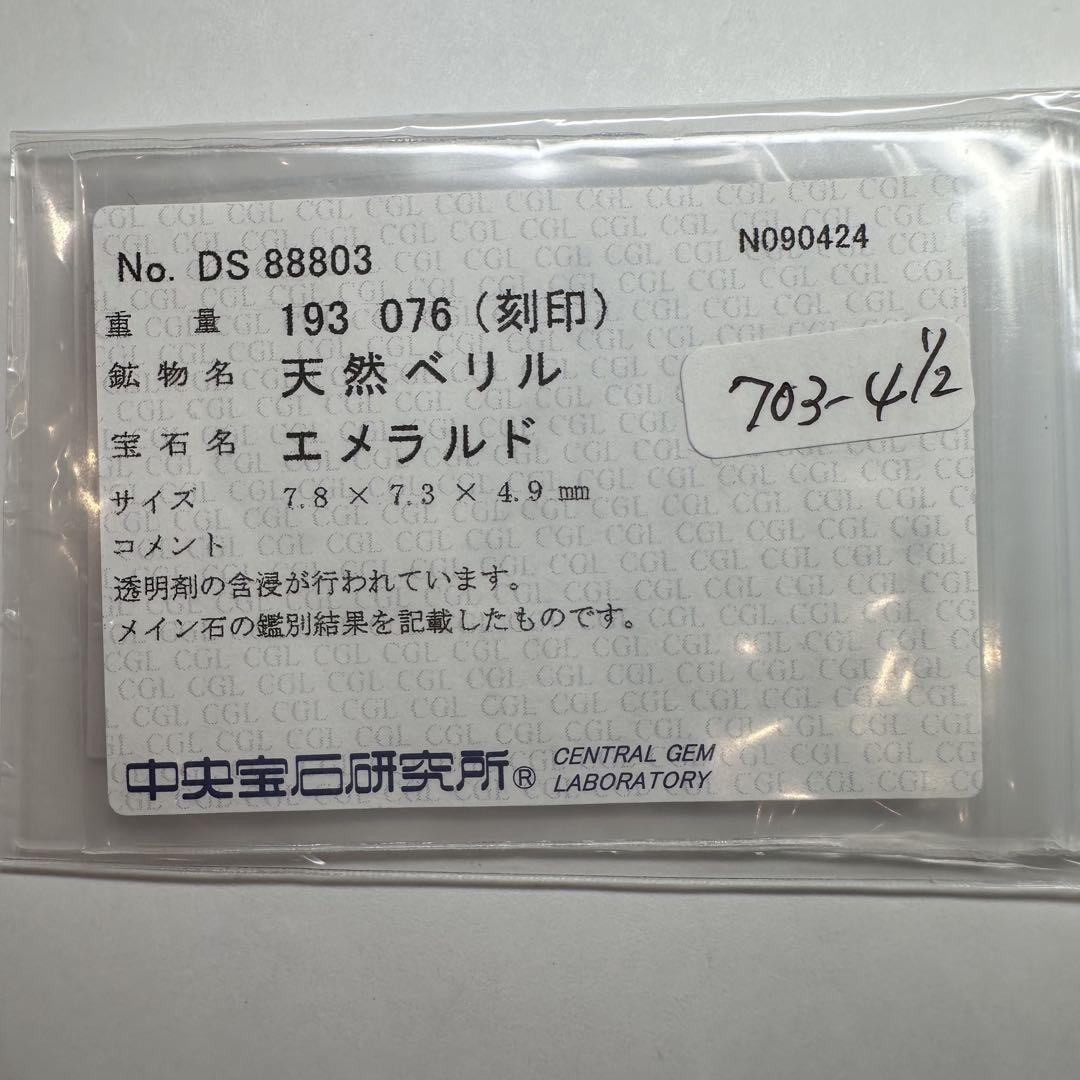 No. DS 88803
N090424
重量 193 076 (刻印)
鉱物名 天然ベリル
703-4 1/2
宝石名 エメラルド
サイズ 7.8 × 7.3 × 4.9 mm
コメント
透明剤の含浸が行われています。
メイン石の鑑別結果を記載したものです。
中央宝石研究所® CENTRAL GEM
LABORATORY